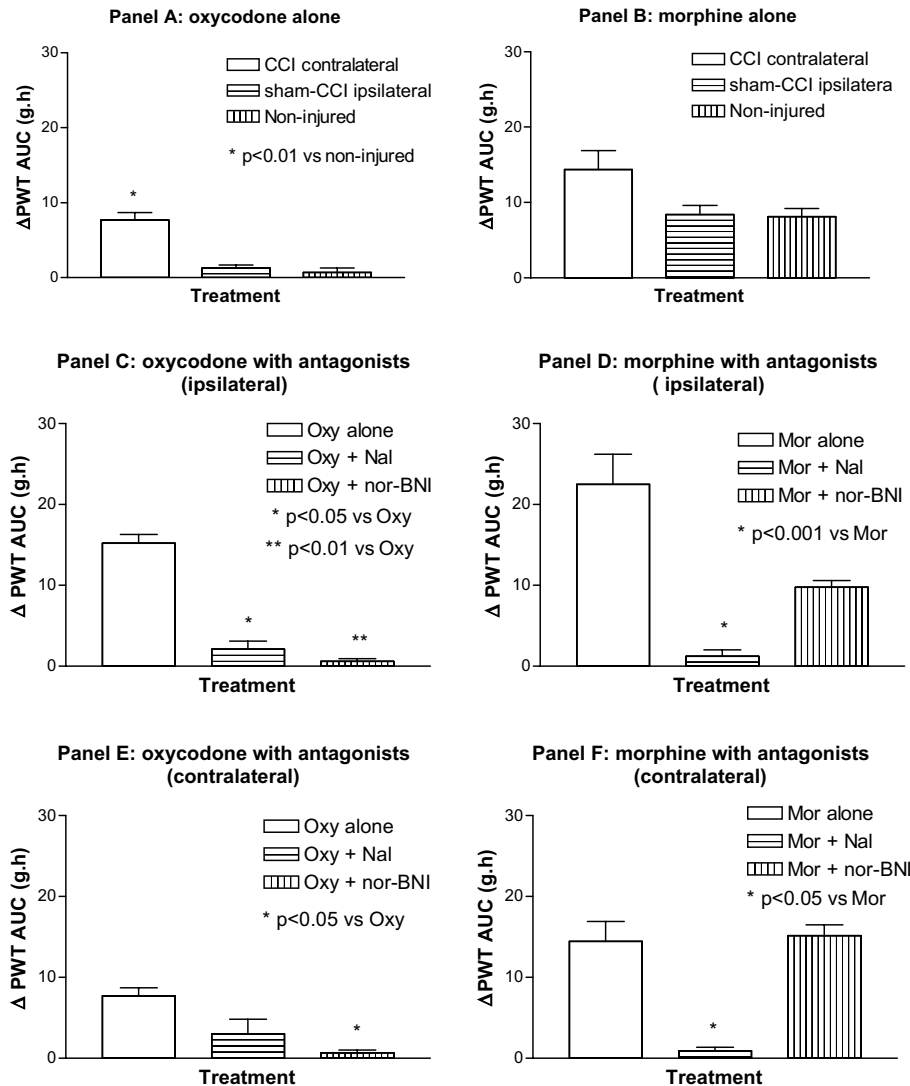 Panel A: oxycodone alone
30
20
10
0
ΔPWT AUC (g.h)
CCI contralateral
sham-CCI ipsilateral
Non-injured
* p<0.01 vs non-injured
*
Treatment
Panel B: morphine alone
30
20
10
0
ΔPWT AUC (g.h)
CCI contralateral
sham-CCI ipsilatera
Non-injured
Treatment
Panel C: oxycodone with antagonists
(ipsilateral)
30
20
10
0
Δ PWT AUC (g.h)
Oxy alone
Oxy + Nal
Oxy + nor-BNI
* p<0.05 vs Oxy
** p<0.01 vs Oxy
*
**
Treatment
Panel D: morphine with antagonists
( ipsilateral)
30
20
10
0
Δ PWT AUC (g.h)
Mor alone
Mor + Nal
Mor + nor-BNI
* p<0.001 vs Mor
*
Treatment
Panel E: oxycodone with antagonists
(contralateral)
30
20
10
0
Δ PWT AUC (g.h)
Oxy alone
Oxy + Nal
Oxy + nor-BNI
* p<0.05 vs Oxy
*
Treatment
Panel F: morphine with antagonists
(contralateral)
30
20
10
0
ΔPWT AUC (g.h)
Mor alone
Mor + Nal
Mor + nor-BNI
* p<0.05 vs Mor
*
Treatment